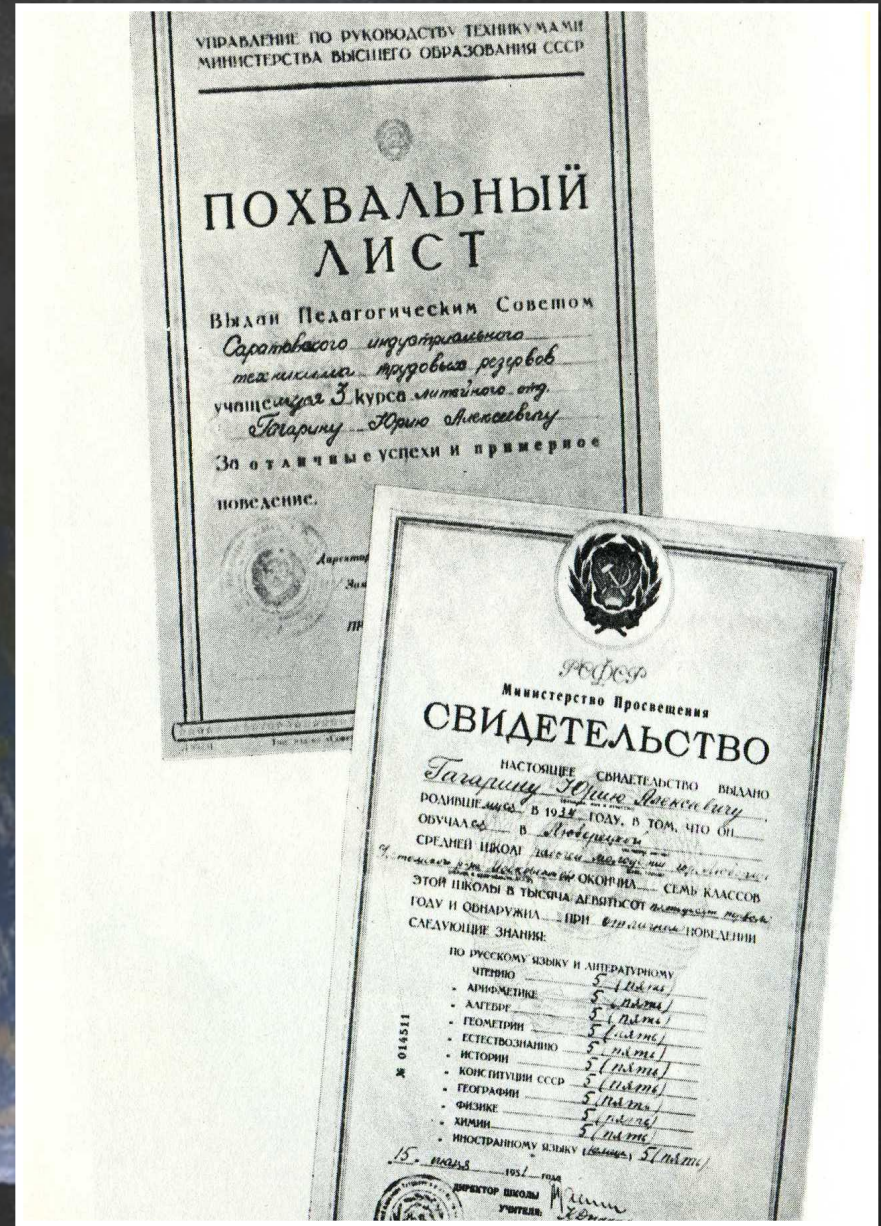 УПРАВЛЕНИЕ ПО РУКОВОДСТВУ ТЕХНИКУМАМИ
МИНИСТЕРСТВА ВЫСШЕГО ОБРАЗОВАНИЯ СССР
ПОХВАЛЬНЫЙ
ЛИСТ
Выдан Педагогическим Советом
Саратовского индустриального
техникума трудовых резервов
учащемуся 3 курса литейного отд.
Гагарину Юрию Алексеевичу
За отличные успехи и примерное
поведение.
Директор
РСФСР
Министерство Просвещения
СВИДЕТЕЛЬСТВО
НАСТОЯЩЕЕ СВИДЕТЕЛЬСТВО ВЫДАНО
Гагарину Юрию Алексеевичу
РОДИВШЕМУСЯ В 1934 ГОДУ, В ТОМ, ЧТО ОН
ОБУЧАЛСЯ В Люберецкой
СРЕДНЕЙ ШКОЛЕ рабочей молодежи
ОКОНЧИЛ СЕМЬ КЛАССОВ
ЭТОЙ ШКОЛЫ В ТЫСЯЧА ДЕВЯТЬСОТ пятьдесят первом
ГОДУ И ОБНАРУЖИЛ ПРИ отличном ПОВЕДЕНИИ
СЛЕДУЮЩИЕ ЗНАНИЯ:
ПО РУССКОМУ ЯЗЫКУ И ЛИТЕРАТУРНОМУ
ЧТЕНИЮ 5 (пять)
" АРИФМЕТИКЕ 5 (пять)
" АЛГЕБРЕ 5 (пять)
" ГЕОМЕТРИИ 5 (пять)
" ЕСТЕСТВОЗНАНИЮ 5 (пять)
" ИСТОРИИ 5 (пять)
" КОНСТИТУЦИИ СССР 5 (пять)
" ГЕОГРАФИИ 5 (пять)
" ФИЗИКЕ 5 (пять)
" ХИМИИ 5 (пять)
" ИНОСТРАННОМУ ЯЗЫКУ 5 (пять)
№ 014511
15. 1951 года
ДИРЕКТОР ШКОЛЫ
УЧИТЕЛЯ: